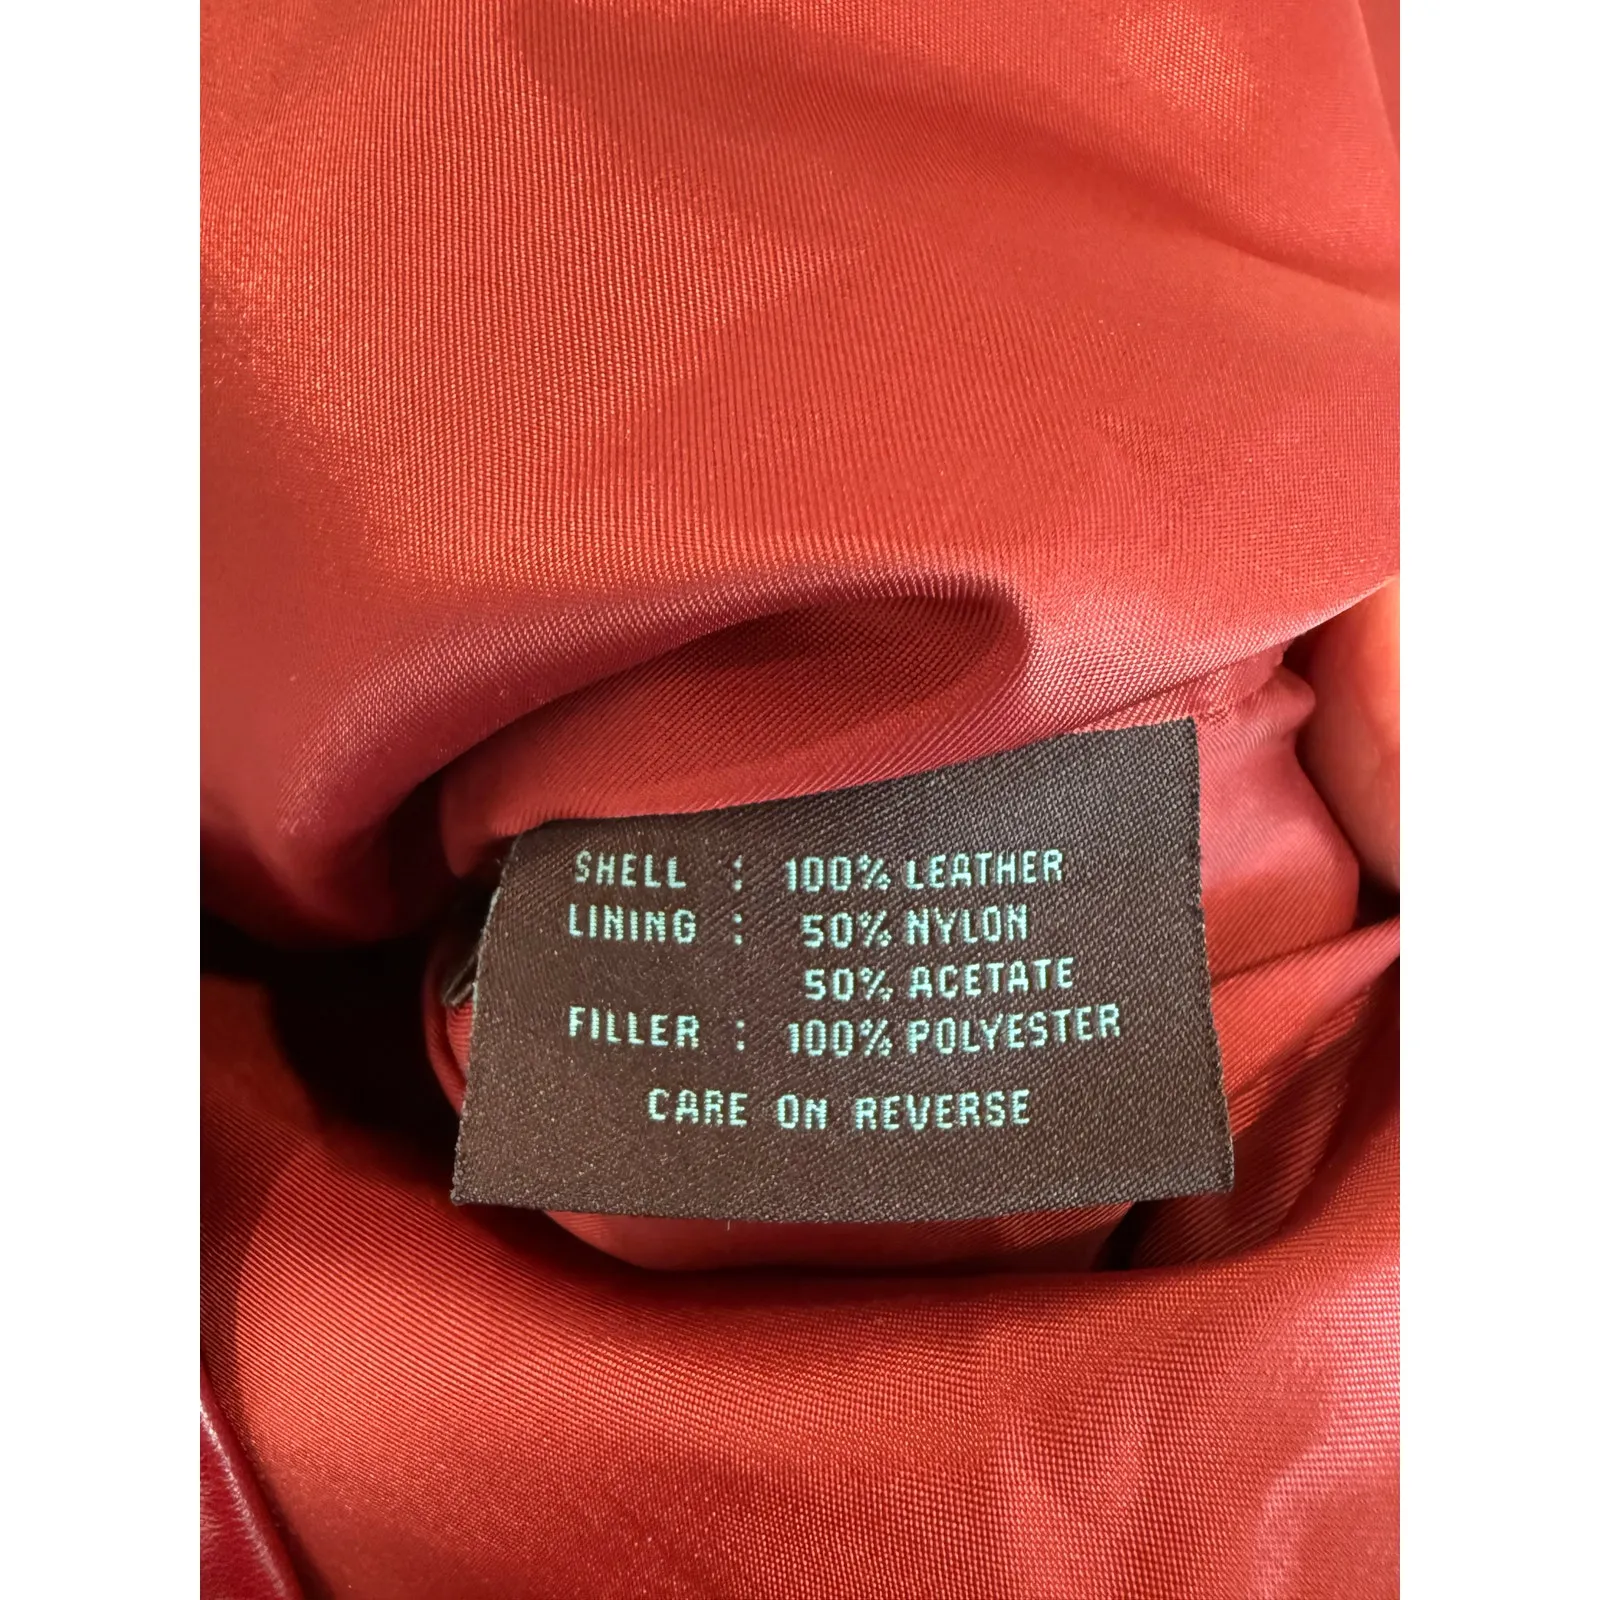 SHELL : 100% LEATHER
LINING : 50% NYLON
50% ACETATE
FILLER : 100% POLYESTER
CARE ON REVERSE